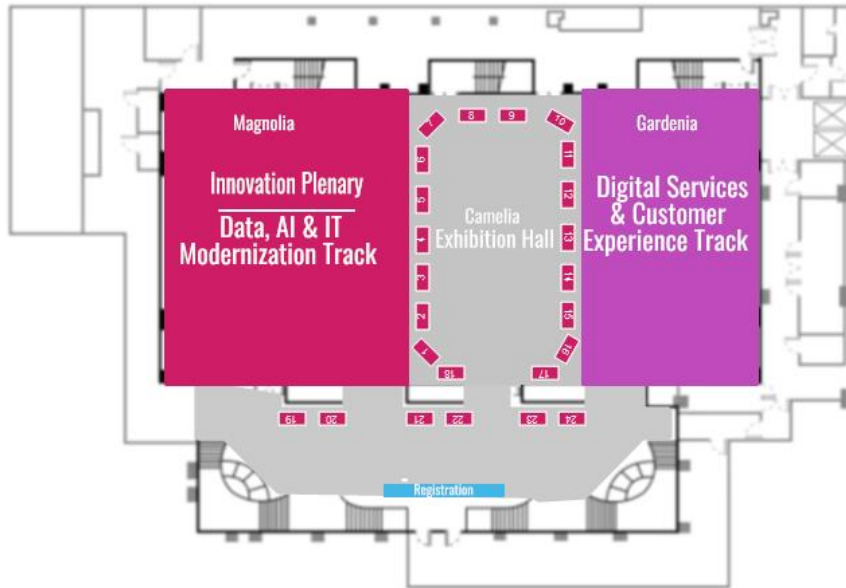 Magnolia
Innovation Plenary
Data, AI & IT
Modernization Track
Camelia
Exhibition Hall
Gardenia
Digital Services
& Customer
Experience Track
1
2
3
4
5
6
7
8
9
10
11
12
13
14
15
16
17
18
19
20
21
22
23
24
Registration